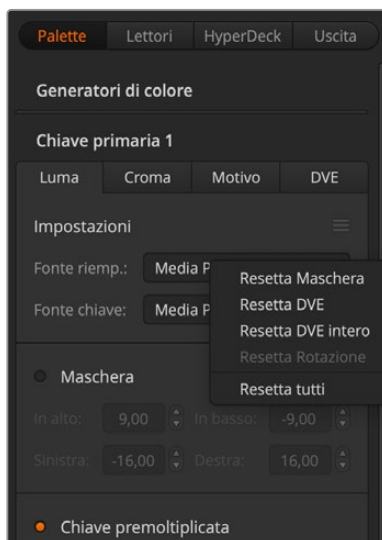 Palette Lettori HyperDeck Uscita
Generatori di colore
Chiave primaria 1
Luma Croma Motivo DVE
Impostazioni
Fonte riemp.: Media P
Fonte chiave: Media P
Resetta Maschera
Resetta DVE
Resetta DVE intero
Resetta Rotazione
Resetta tutti
Maschera
In alto: 9,00 In basso: -9,00
Sinistra: -16,00 Destra: 16,00
Chiave premoltiplicata